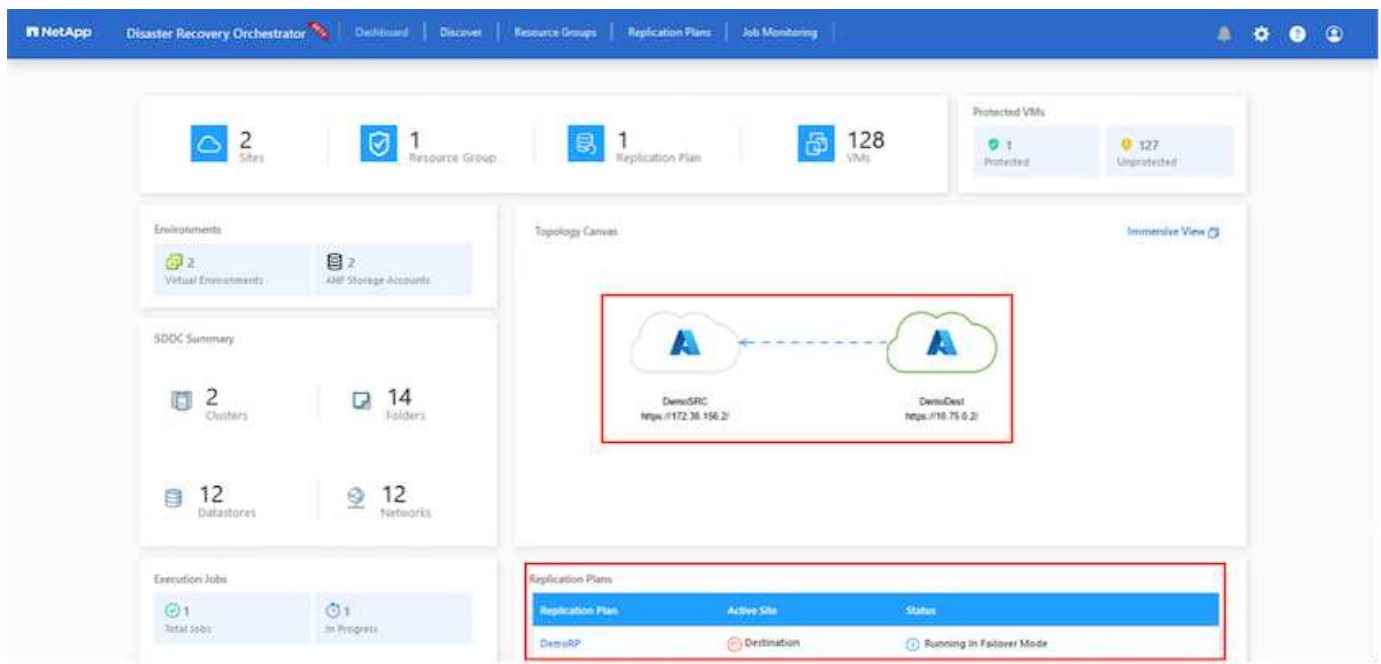 NetApp Disaster Recovery Orchestrator Dashboard Discover Resource Groups Replication Plans Job Monitoring
2
Sites
1
Resource Group
1
Replication Plan
128
VMs
Protected VMs
1
Protected
127
Unprotected
Environments
2
Virtual Environments
2
ANF Storage Accounts
Topology Canvas
Immersive View
DemoSRC
https://172.30.156.2/
DemoDest
https://10.75.0.2/
SDDC Summary
2
Clusters
14
Folders
12
Datastores
12
Networks
Execution Jobs
1
Total Jobs
1
In Progress
Replication Plans
Replication Plan Active Site Status
DemoRP Destination Running In Failover Mode